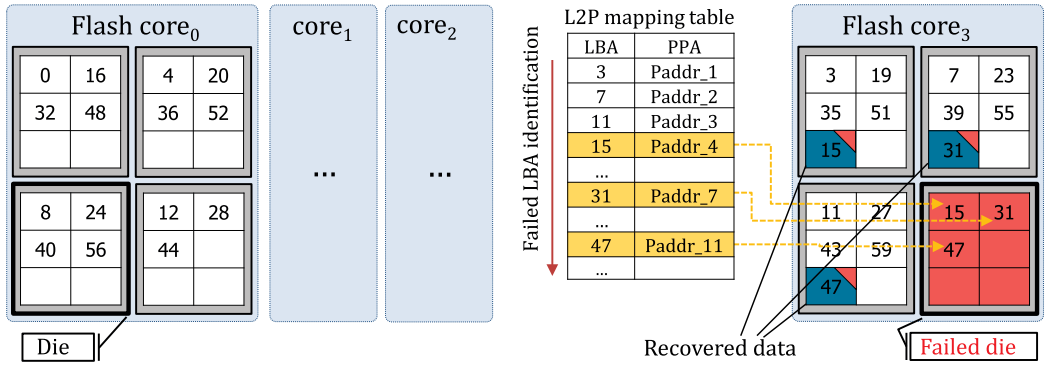 Flash core0
0 16
32 48
4 20
36 52
8 24
40 56
12 28
44
Die
core1
...
core2
...
Failed LBA identification
L2P mapping table
LBA PPA
3 Paddr_1
7 Paddr_2
11 Paddr_3
15 Paddr_4
...
31 Paddr_7
...
47 Paddr_11
...
Flash core3
3 19
35 51
15
7 23
39 55
31
11 27
43 59
47
15 31
47
Recovered data
Failed die